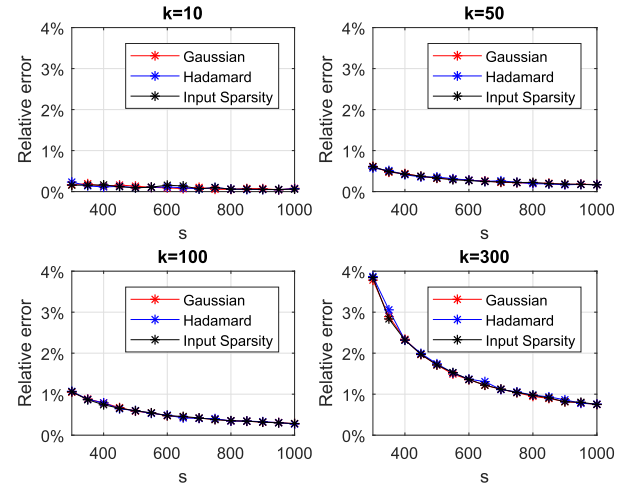 k=10
4%
3%
2%
1%
0%
Relative error
Gaussian
Hadamard
Input Sparsity
400
600
800
1000
s
k=50
4%
3%
2%
1%
0%
Relative error
Gaussian
Hadamard
Input Sparsity
400
600
800
1000
s
k=100
4%
3%
2%
1%
0%
Relative error
Gaussian
Hadamard
Input Sparsity
400
600
800
1000
s
k=300
4%
3%
2%
1%
0%
Relative error
Gaussian
Hadamard
Input Sparsity
400
600
800
1000
s